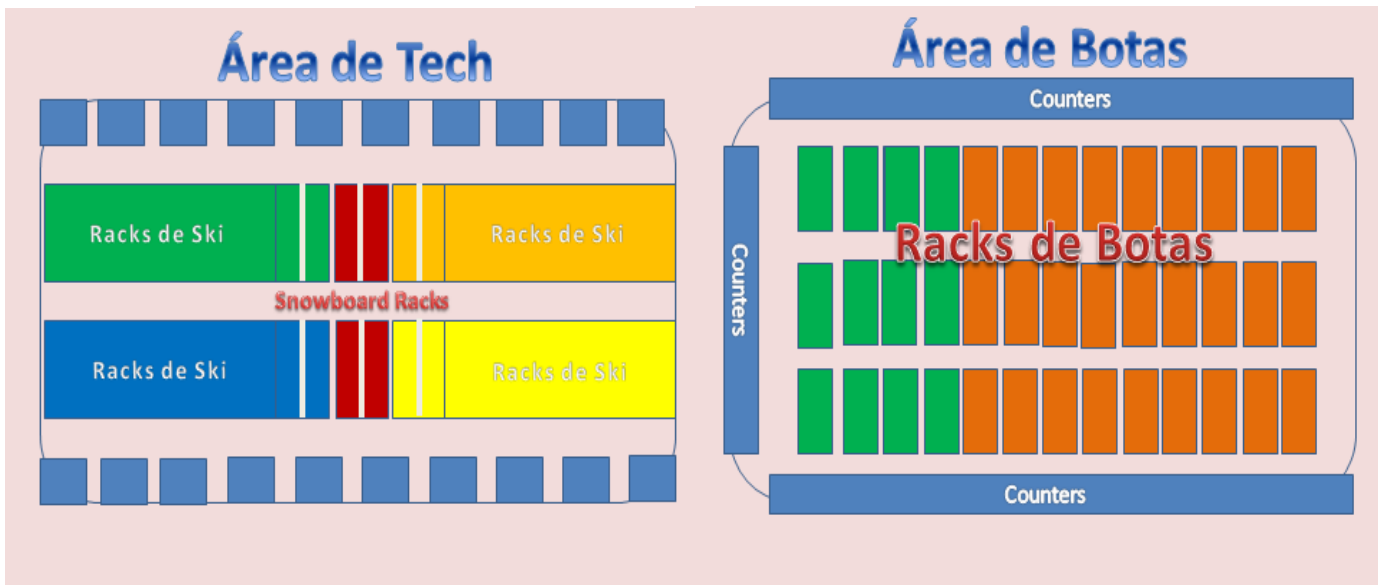 Área de Tech
Racks de Ski
Racks de Ski
Snowboard Racks
Racks de Ski
Racks de Ski
Área de Botas
Counters
Counters
Racks de Botas
Counters